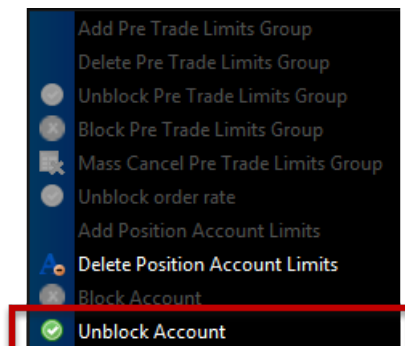 Add Pre Trade Limits Group
Delete Pre Trade Limits Group
Unblock Pre Trade Limits Group
Block Pre Trade Limits Group
Mass Cancel Pre Trade Limits Group
Unblock order rate
Add Position Account Limits
Delete Position Account Limits
Block Account
Unblock Account